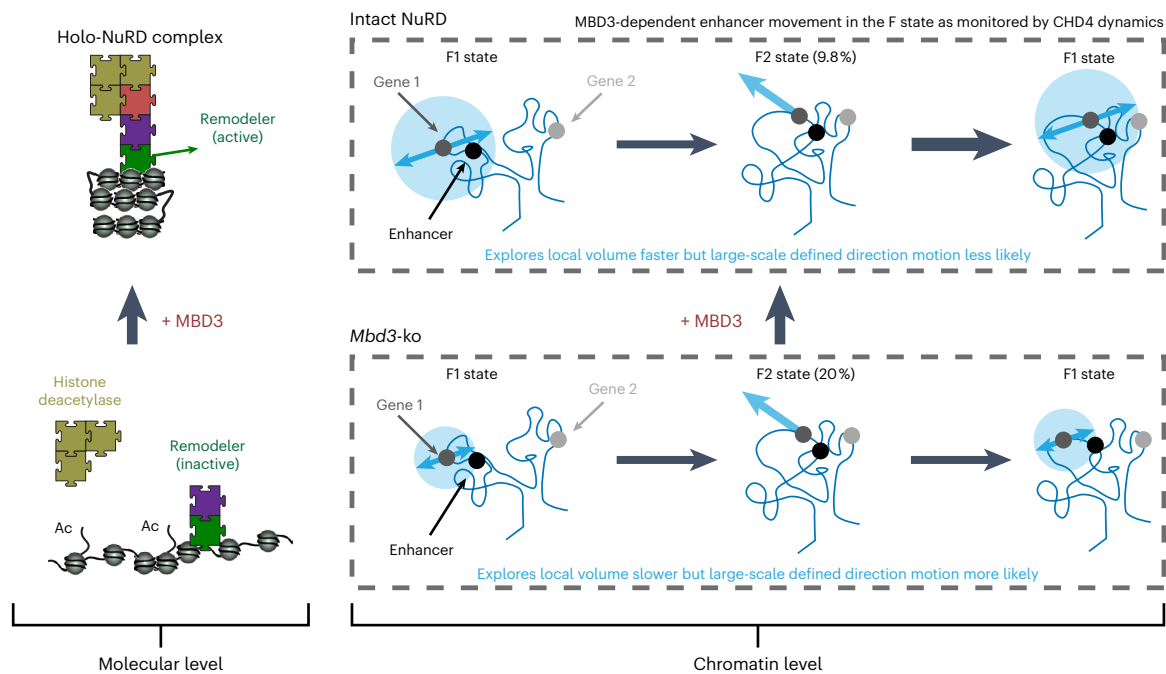 Holo-NuRD complex
Remodeler
(active)
+ MBD3
Histone
deacetylase
Remodeler
(inactive)
Ac
Ac
Molecular level
Intact NuRD
MBD3-dependent enhancer movement in the F state as monitored by CHD4 dynamics
F1 state
F2 state (9.8%)
F1 state
Gene 1
Gene 2
Enhancer
Explores local volume faster but large-scale defined direction motion less likely
+ MBD3
Mbd3-ko
F1 state
F2 state (20%)
F1 state
Gene 1
Gene 2
Enhancer
Explores local volume slower but large-scale defined direction motion more likely
Chromatin level